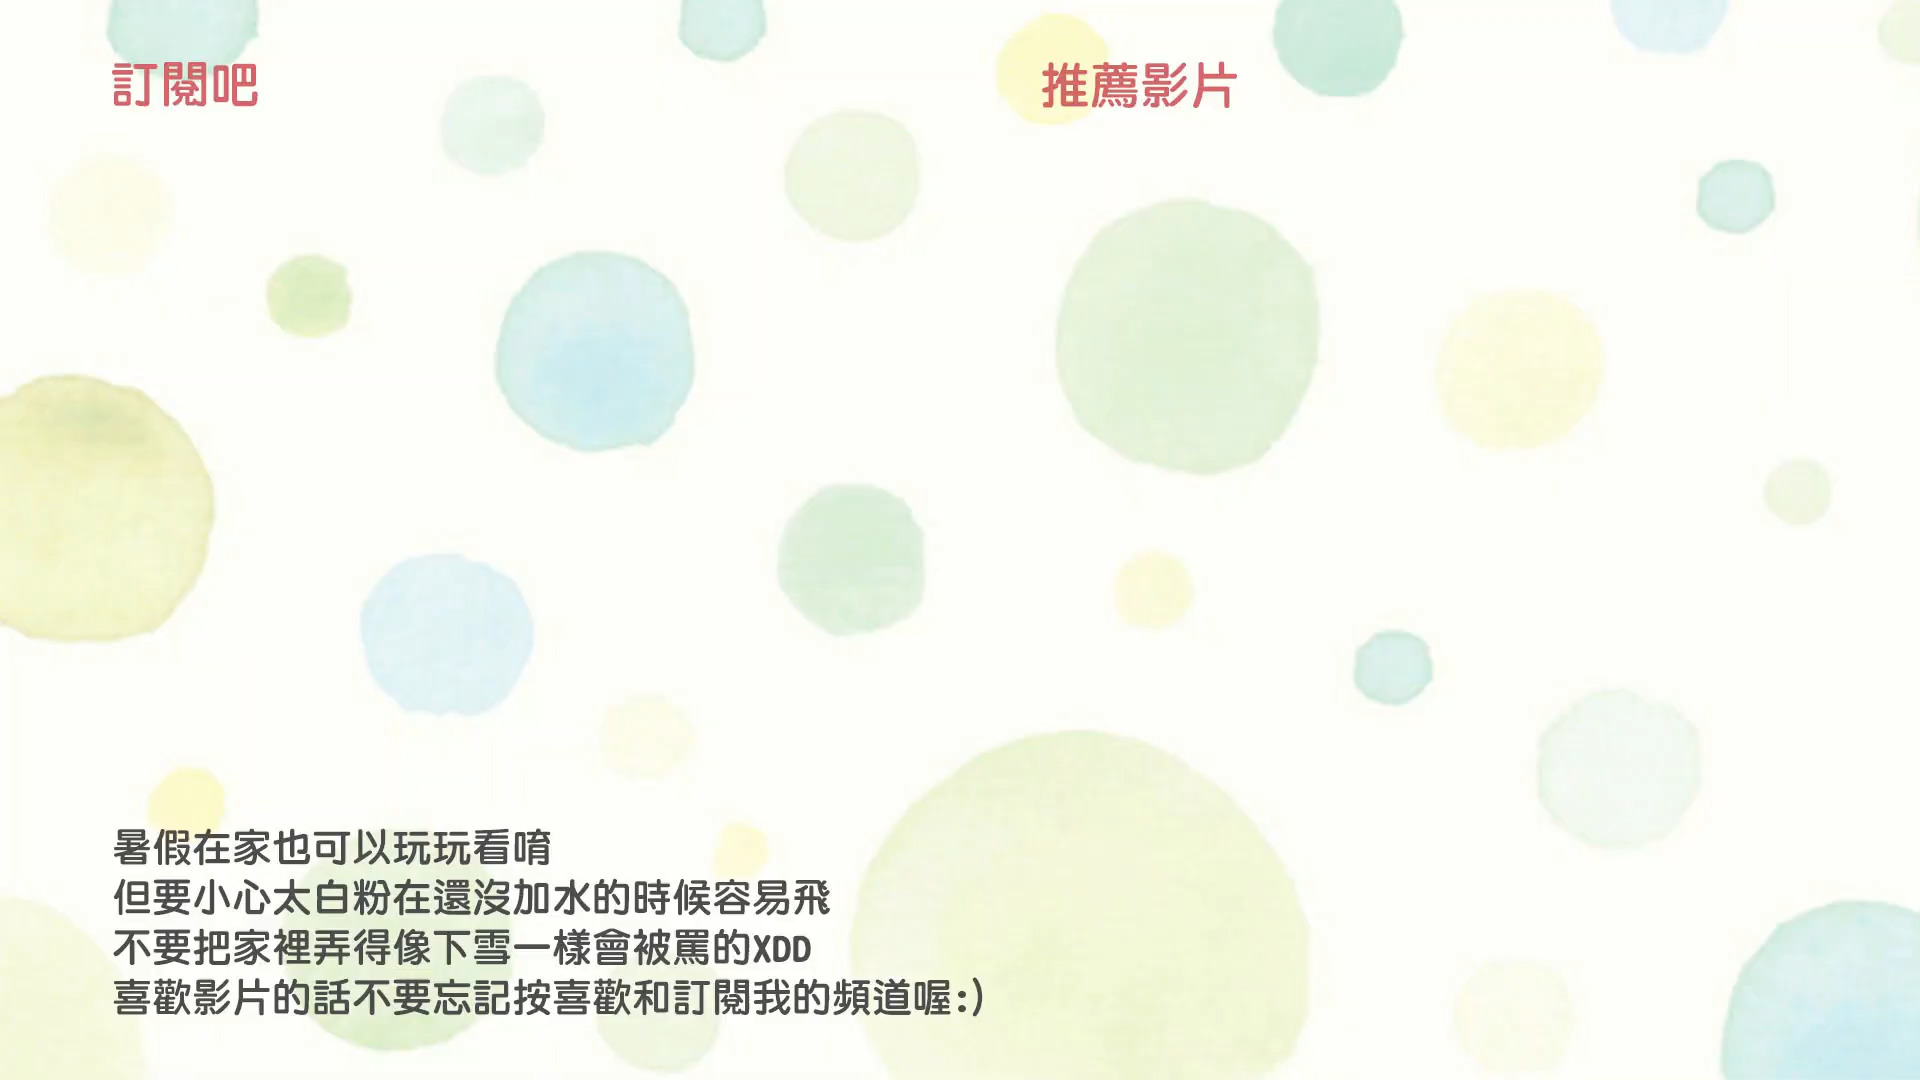 訂閱吧
推薦影片
暑假在家也可以玩玩看唷
但要小心太白粉在還沒加水的時候容易飛
不要把家裡弄得像下雪一樣會被罵的XDD
喜歡影片的話不要忘記按喜歡和訂閱我的頻道喔:)